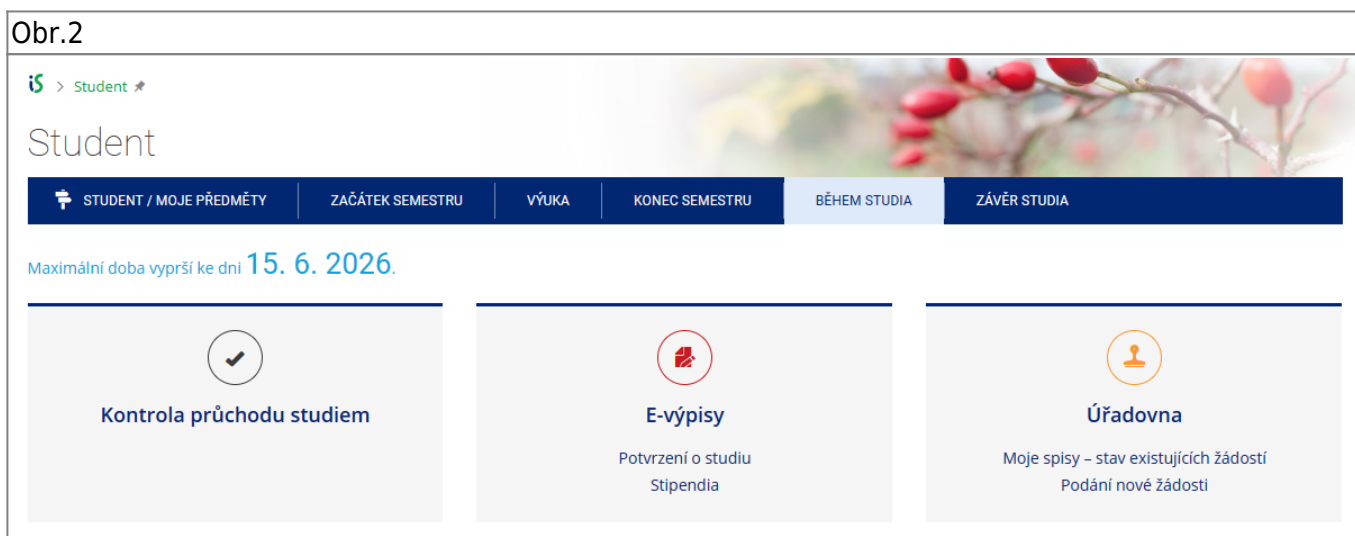 Obr.2
iS > Student
Student
STUDENT / MOJE PŘEDMĚTY ZAČÁTEK SEMESTRU VÝUKA KONEC SEMESTRU BĚHEM STUDIA ZÁVĚR STUDIA
Maximální doba vyprší ke dni 15. 6. 2026.
Kontrola průchodu studiem
E-výpisy
Potvrzení o studiu
Stipendia
Úřadovna
Moje spisy – stav existujících žádostí
Podání nové žádosti